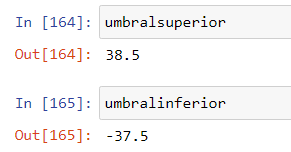 In [164]: umbralsuperior
Out[164]: 38.5
In [165]: umbralinferior
Out[165]: -37.5